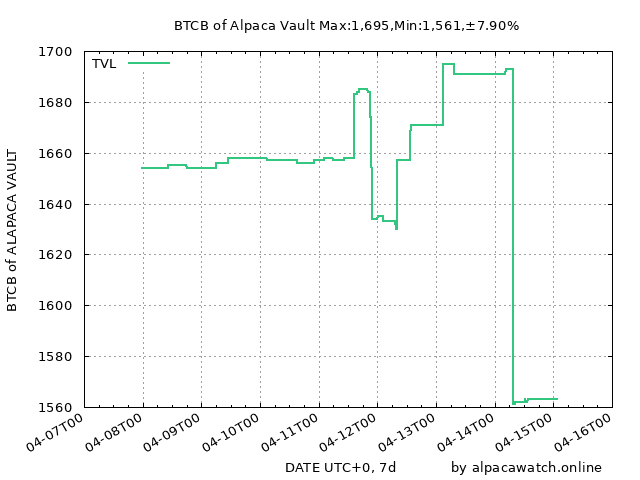 BTCB of Alpaca Vault Max:1,695,Min:1,561,±7.90%
TVL
BTCB of ALAPACA VAULT
1700
1680
1660
1640
1620
1600
1580
1560
04-07T00
04-08T00
04-09T00
04-10T00
04-11T00
04-12T00
04-13T00
04-14T00
04-15T00
04-16T00
DATE UTC+0, 7d
by alpacawatch.online